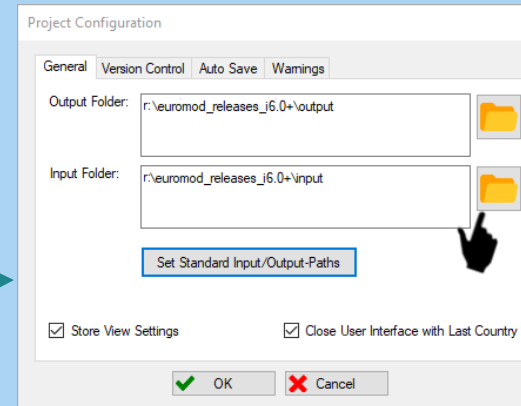 Project Configuration
General Version Control Auto Save Warnings
Output Folder: r:\euromod_releases_i6.0+\output
Input Folder: r:\euromod_releases_i6.0+\input
Set Standard Input/Output-Paths
Store View Settings Close User Interface with Last Country
OK Cancel